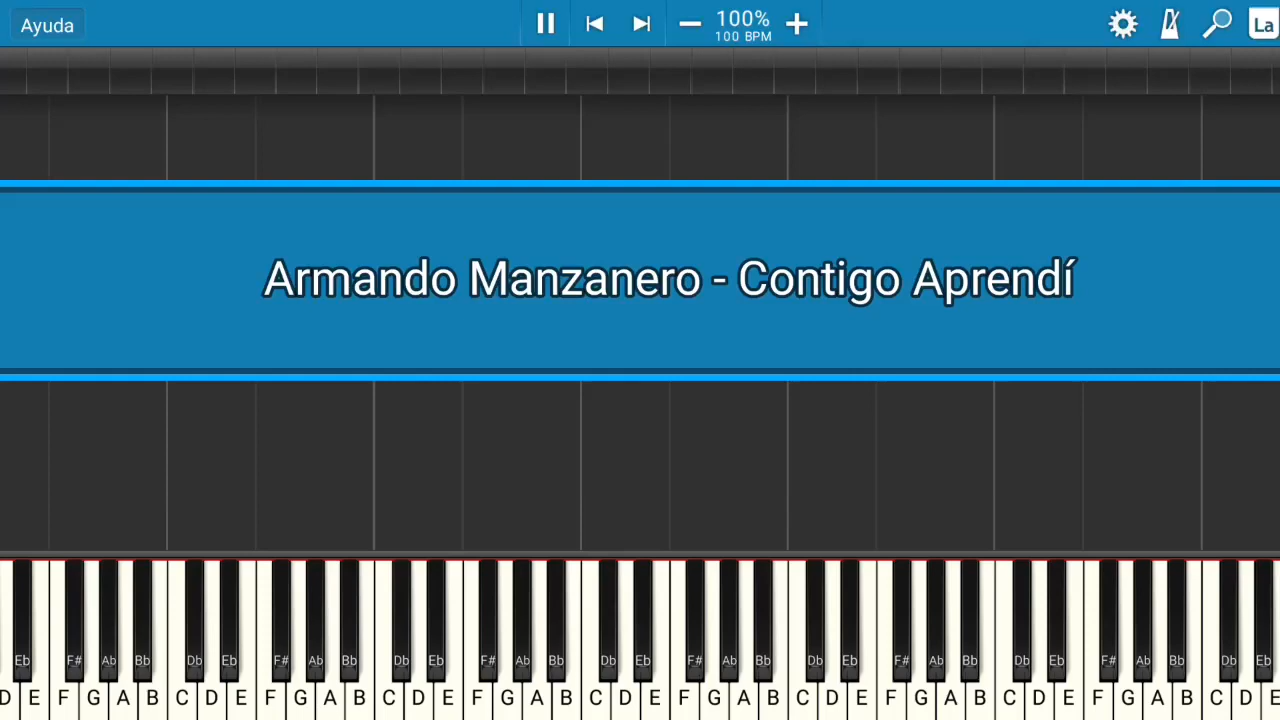 Ayuda
100%
100 BPM
La
Armando Manzanero - Contigo Aprendí
Eb F# Ab Bb Db Eb F# Ab Bb Db Eb F# Ab Bb Db Eb F# Ab Bb Db Eb F# Ab Bb Db Eb F# Ab Bb Db Eb
D E F G A B C D E F G A B C D E F G A B C D E F G A B C D E F G A B C D E F G A B C D E